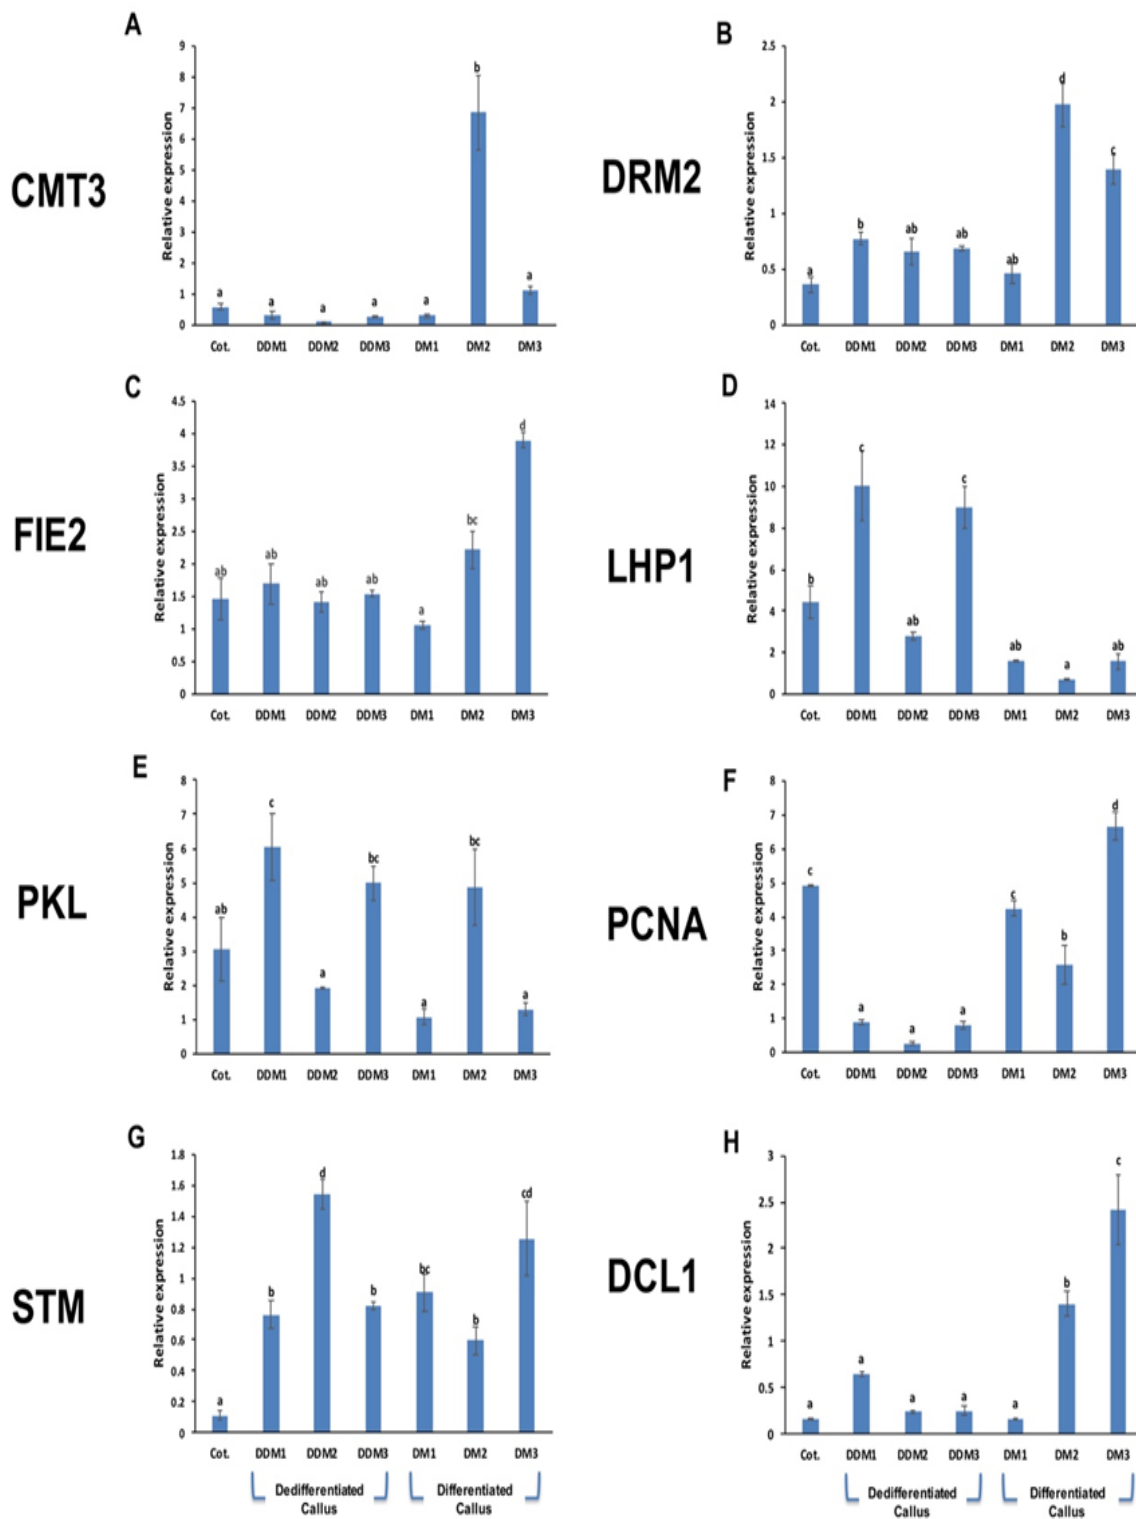 A
CMT3
Relative expression
9
8
7
6
5
4
3
2
1
0
a
a
a
a
a
b
a
Cot. DDM1 DDM2 DDM3 DM1 DM2 DM3
B
DRM2
Relative expression
2.5
2
1.5
1
0.5
0
a
b
ab
ab
ab
d
c
Cot. DDM1 DDM2 DDM3 DM1 DM2 DM3
C
FIE2
Relative expression
4.5
4
3.5
3
2.5
2
1.5
1
0.5
0
ab
ab
ab
ab
a
bc
d
Cot. DDM1 DDM2 DDM3 DM1 DM2 DM3
D
LHP1
Relative expression
14
12
10
8
6
4
2
0
b
c
ab
c
ab
a
ab
Cot. DDM1 DDM2 DDM3 DM1 DM2 DM3
E
PKL
Relative expression
8
7
6
5
4
3
2
1
0
ab
c
a
bc
a
bc
a
Cot. DDM1 DDM2 DDM3 DM1 DM2 DM3
F
PCNA
Relative expression
8
7
6
5
4
3
2
1
0
c
a
a
a
c
b
d
Cot. DDM1 DDM2 DDM3 DM1 DM2 DM3
G
STM
Relative expression
1.8
1.6
1.4
1.2
1
0.8
0.6
0.4
0.2
0
a
b
d
b
bc
b
cd
Cot. DDM1 DDM2 DDM3 DM1 DM2 DM3
Dedifferentiated
Callus
Differentiated
Callus
H
DCL1
Relative expression
3
2.5
2
1.5
1
0.5
0
a
a
a
a
a
b
c
Cot. DDM1 DDM2 DDM3 DM1 DM2 DM3
Dedifferentiated
Callus
Differentiated
Callus